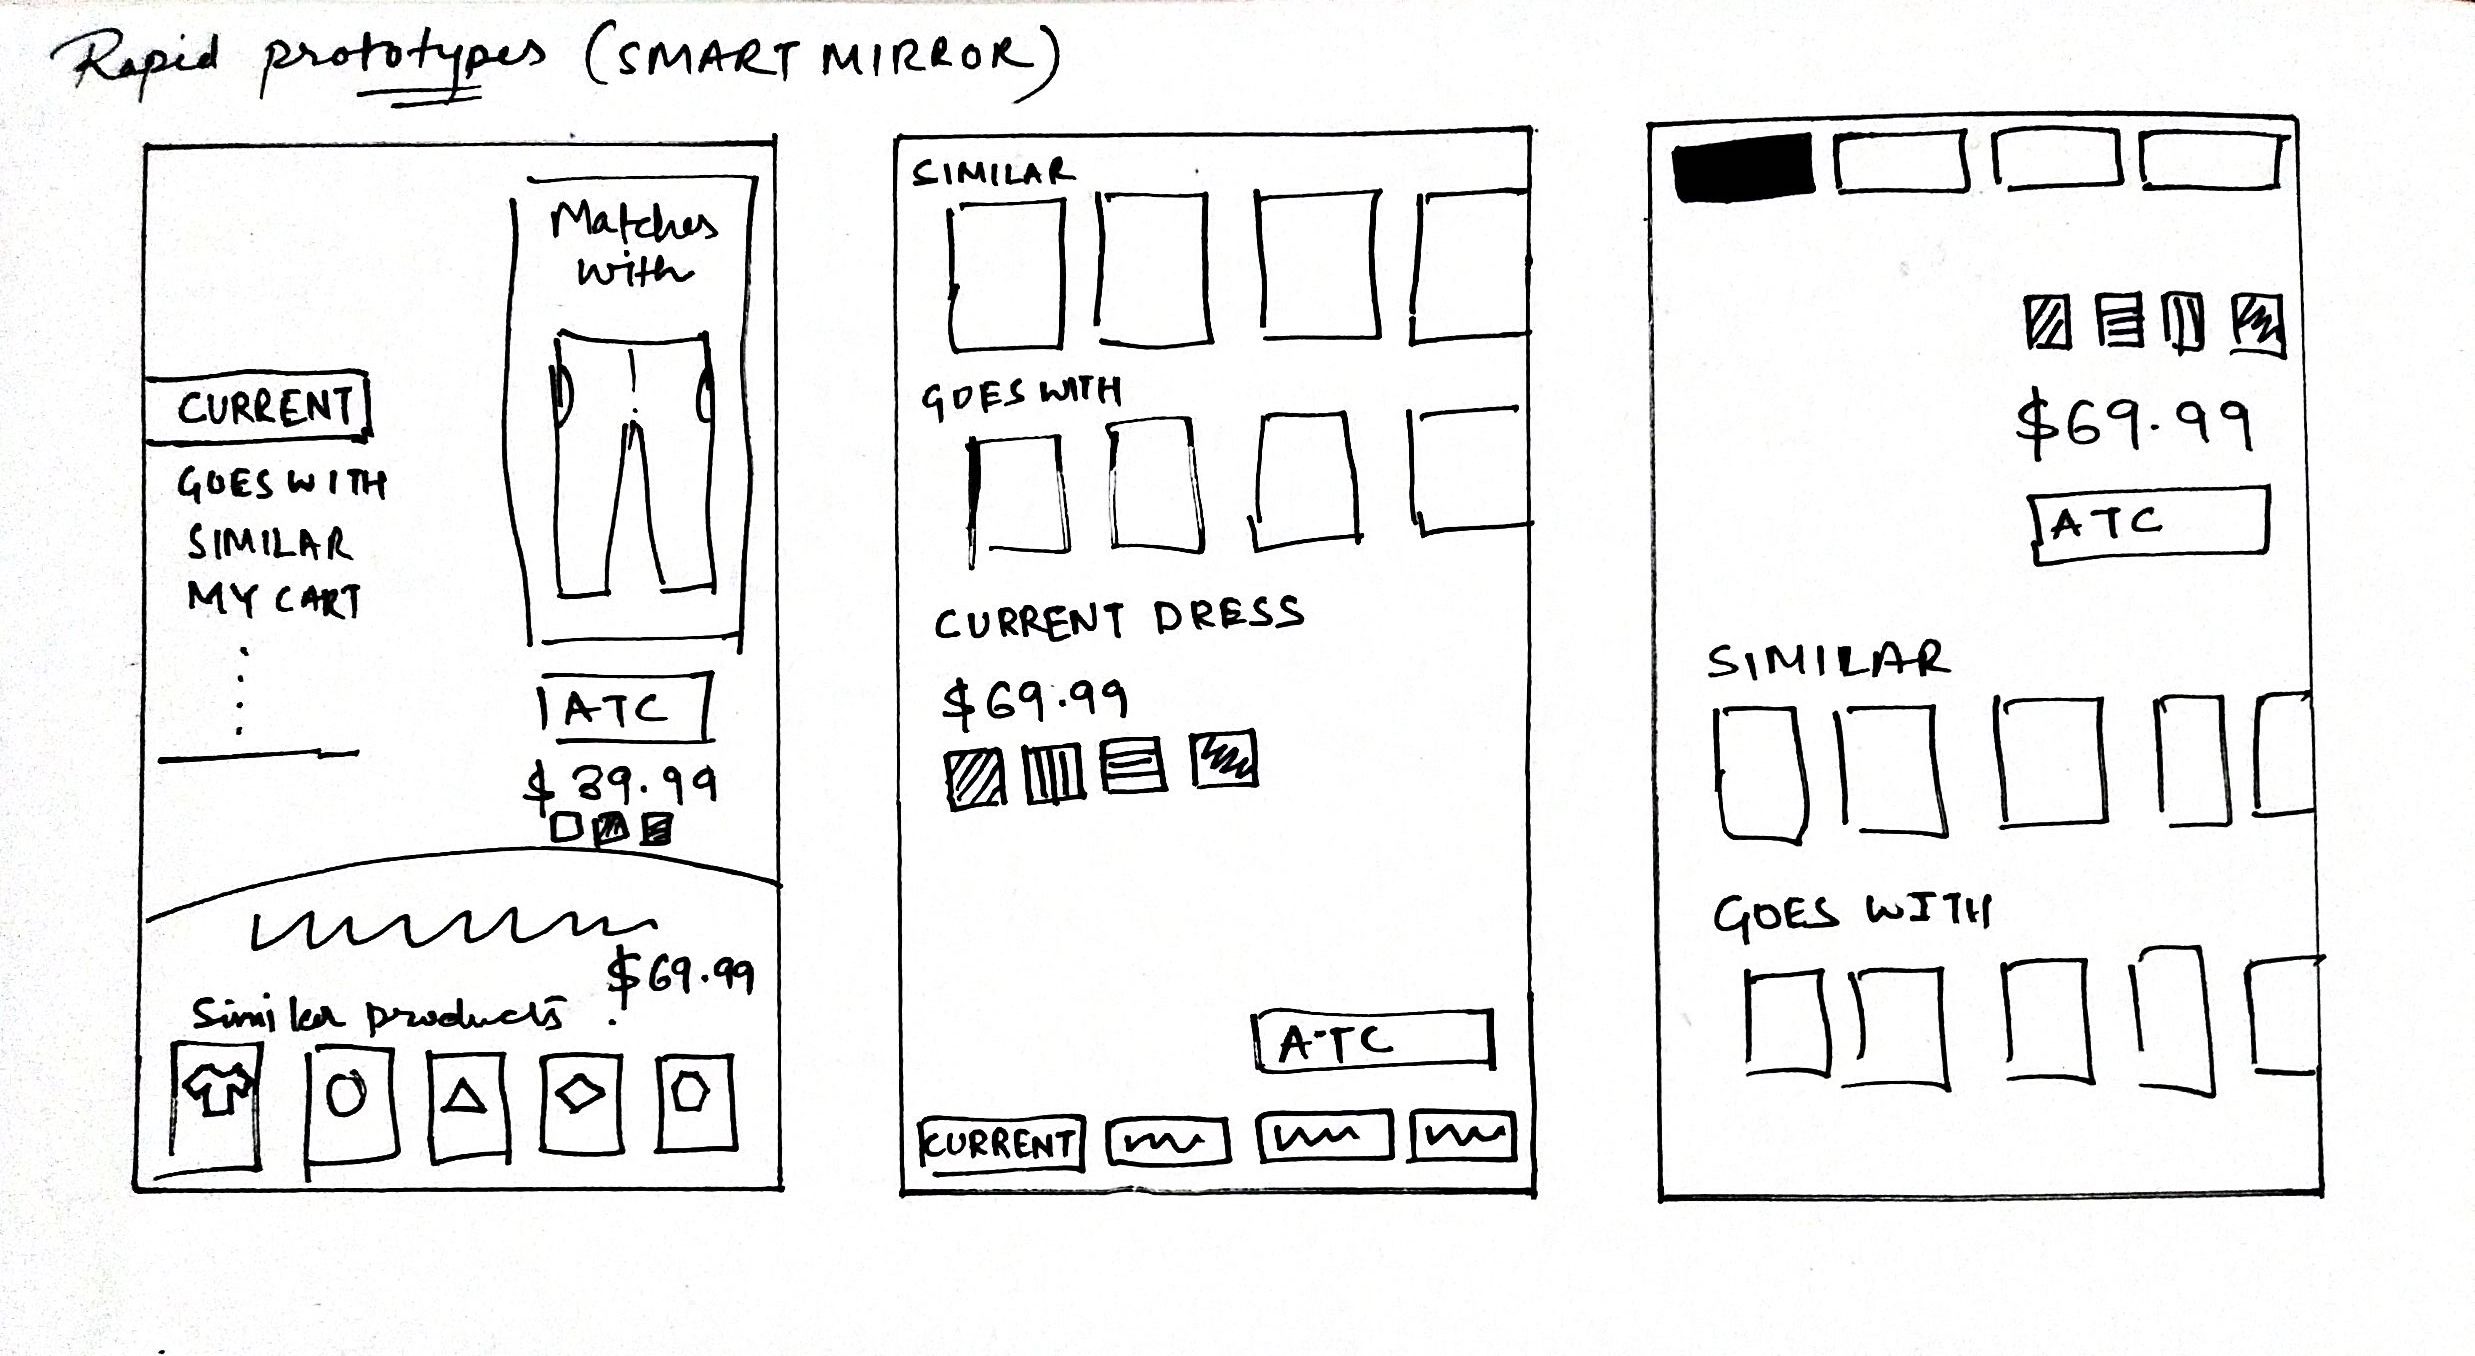 Rapid prototypes (SMART MIRROR)
Matches
with
CURRENT
GOES WITH
SIMILAR
MY CART
ATC
$ 39.99
$69.99
Similar products
SIMILAR
GOES WITH
CURRENT DRESS
$69.99
ATC
CURRENT
$69.99
ATC
SIMILAR
GOES WITH